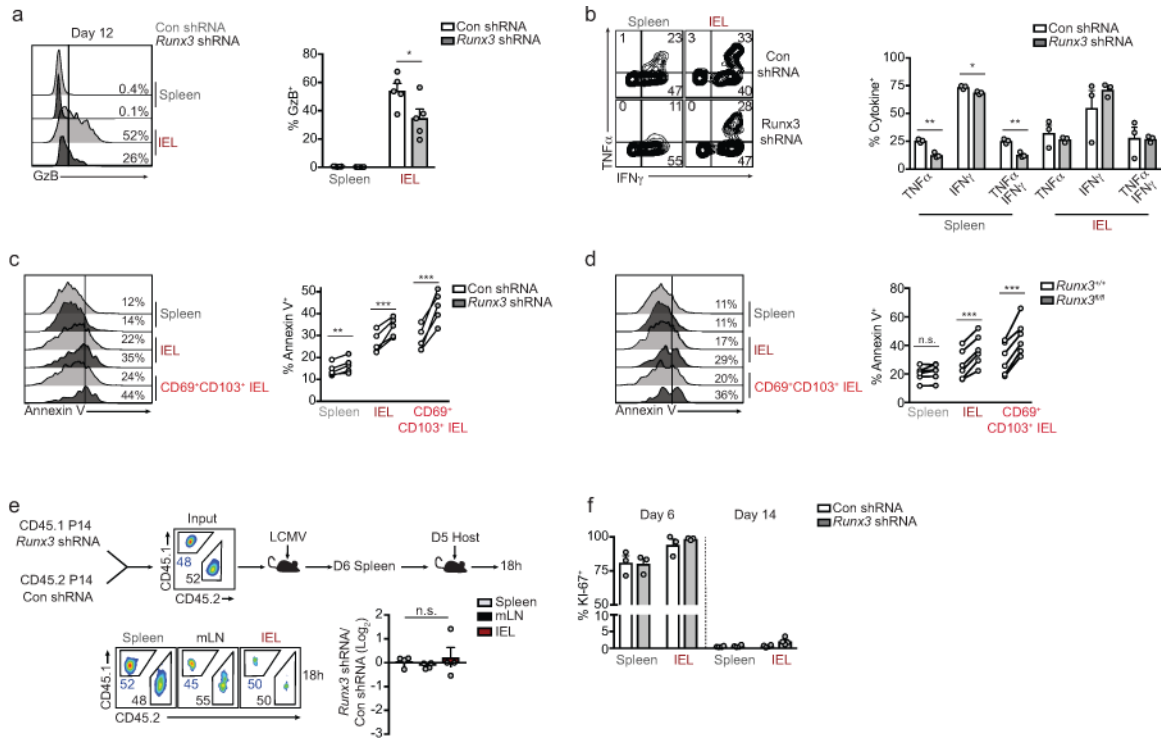 a
Day 12
Con shRNA
Runx3 shRNA
0.4%
Spleen
0.1%
52%
IEL
26%
GzB
% GzB+
80
60
40
20
0
*
Spleen
IEL
b
Spleen
IEL
1
23
3
33
47
40
Con
shRNA
0
11
0
28
55
47
Runx3
shRNA
TNFα
IFNγ
Con shRNA
Runx3 shRNA
% Cytokine+
100
75
50
25
0
**
*
**
TNFα
IFNγ
TNFα
IFNγ
TNFα
IFNγ
TNFα
IFNγ
Spleen
IEL
c
12%
Spleen
14%
22%
IEL
35%
24%
CD69+CD103+ IEL
44%
Annexin V
Con shRNA
Runx3 shRNA
% Annexin V+
50
40
30
20
10
0
**
***
***
Spleen
IEL
CD69+
CD103+ IEL
d
11%
Spleen
11%
17%
IEL
29%
20%
CD69+CD103+ IEL
36%
Annexin V
Runx3+/+
Runx3fl/fl
% Annexin V+
80
60
40
20
0
n.s.
***
***
Spleen
IEL
CD69+
CD103+ IEL
e
CD45.1 P14
Runx3 shRNA
CD45.2 P14
Con shRNA
Input
CD45.1
48
52
CD45.2
LCMV
D6 Spleen
D5 Host
18h
Spleen
mLN
IEL
CD45.1
52
48
45
55
50
50
18h
CD45.2
Spleen
mLN
IEL
Runx3 shRNA/
Con shRNA (Log2)
n.s.
2
1
0
-1
-2
-3
f
Con shRNA
Runx3 shRNA
Day 6
Day 14
% KI-67+
100
75
50
10
5
0
Spleen
IEL
Spleen
IEL